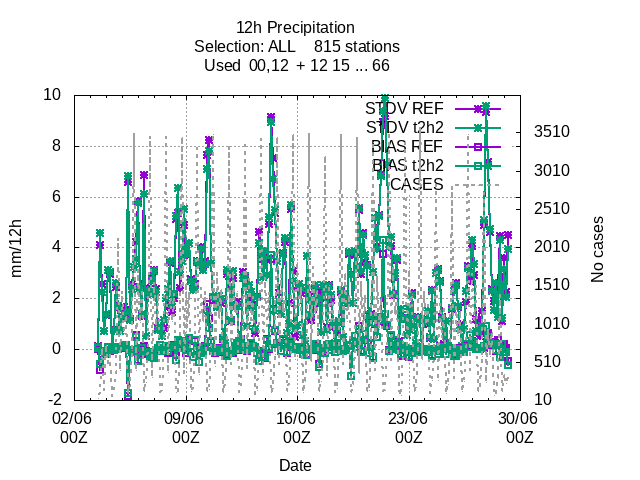 12h Precipitation
Selection: ALL    815 stations
Used  00,12  + 12 15 ... 66
STDV REF
STDV t2h2
BIAS REF
BIAS t2h2
CASES
mm/12h
10
8
6
4
2
0
-2
No cases
3510
3010
2510
2010
1510
1010
510
10
02/06 09/06 16/06 23/06 30/06
00Z 00Z 00Z 00Z 00Z
Date